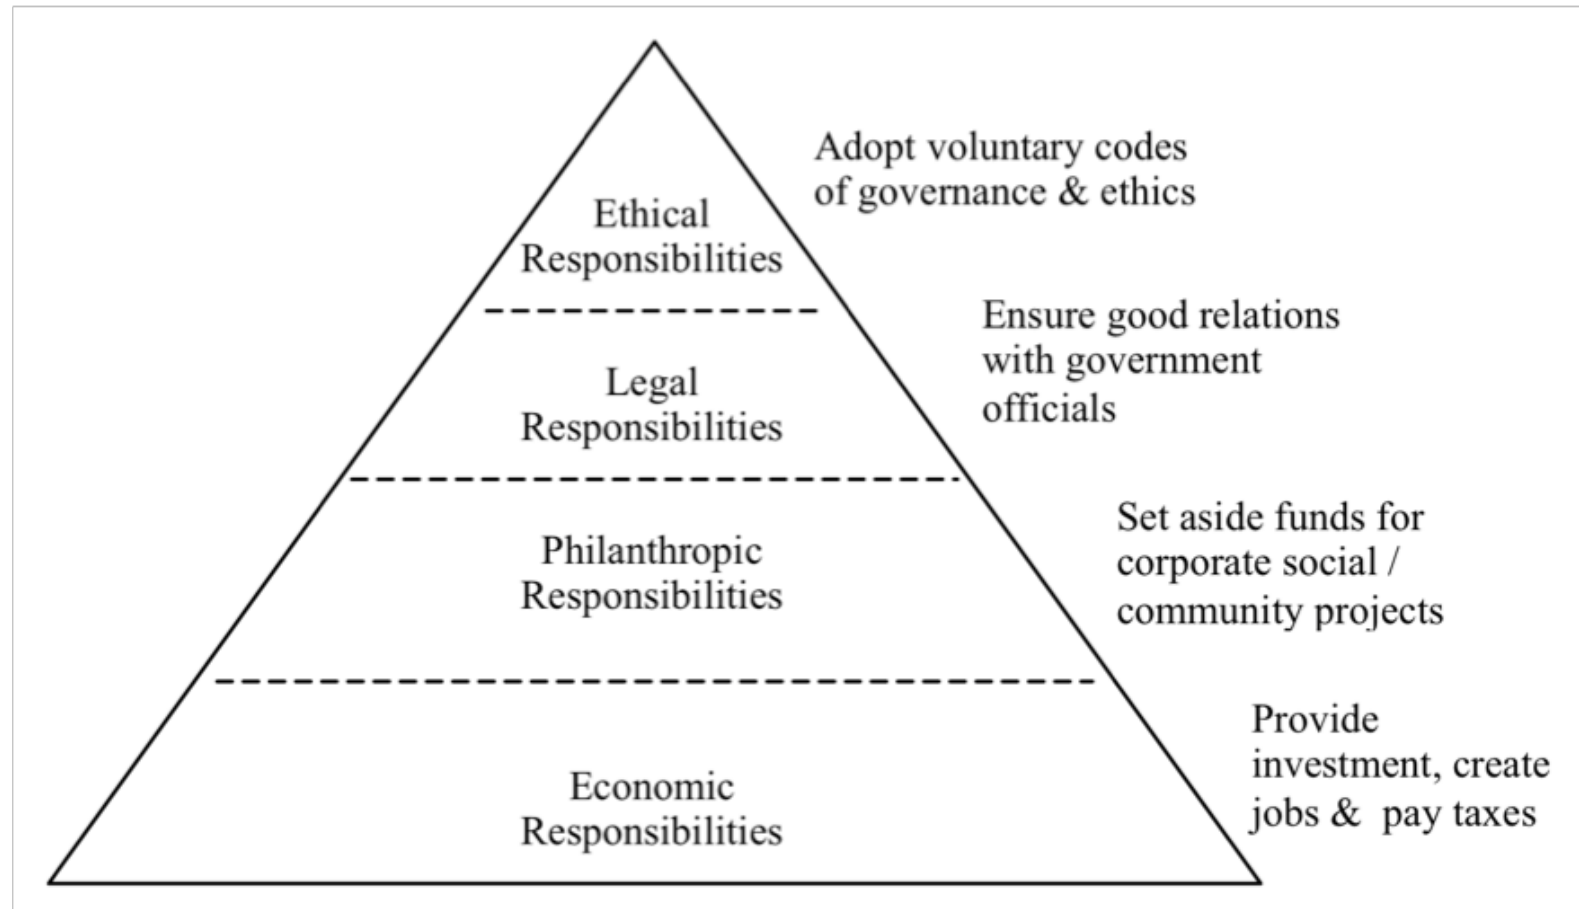 Adopt voluntary codes
of governance & ethics
Ethical
Responsibilities
Ensure good relations
with government
officials
Legal
Responsibilities
Set aside funds for
corporate social /
community projects
Philanthropic
Responsibilities
Provide
investment, create
jobs & pay taxes
Economic
Responsibilities